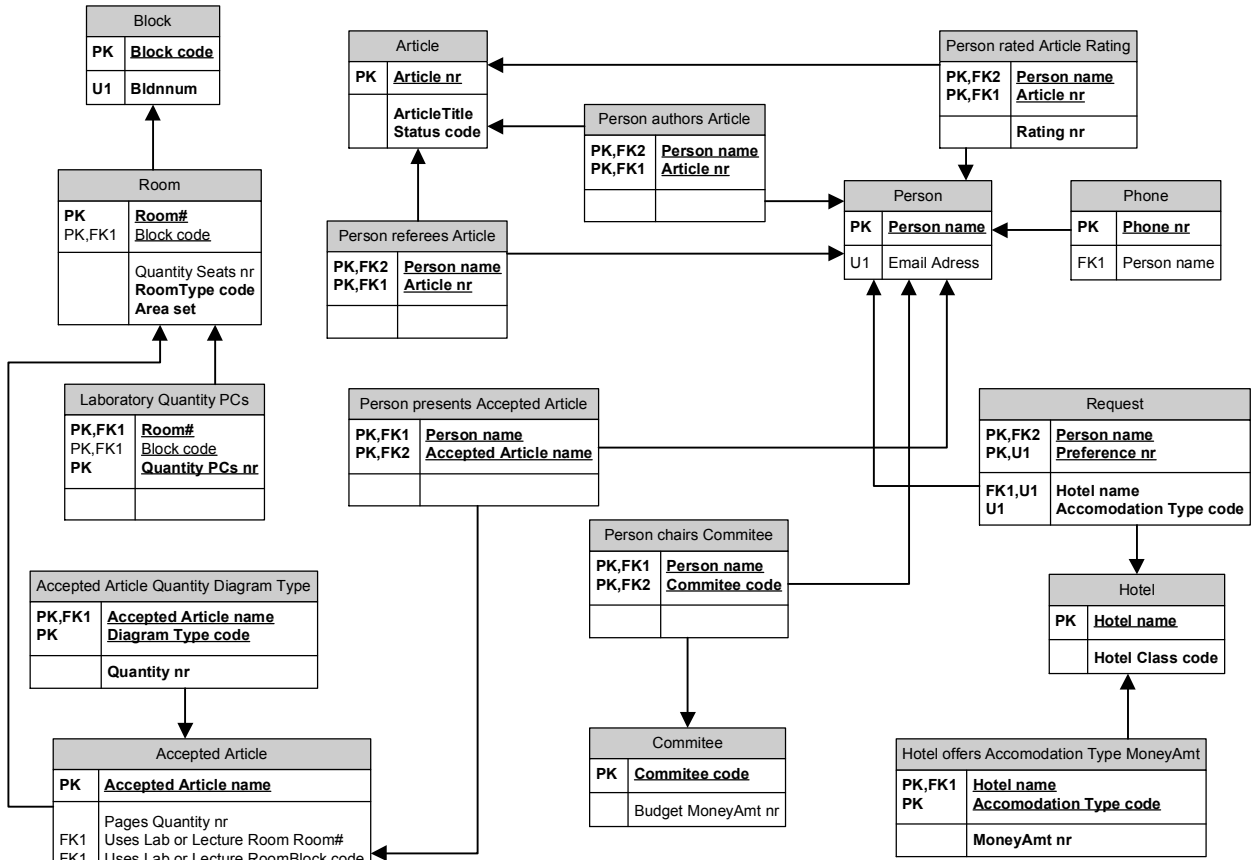 Block
PK Block code
U1 Bldnnum
Article
PK Article nr
ArticleTitle
Status code
Person rated Article Rating
PK,FK2 Person name
PK,FK1 Article nr
Rating nr
Person authors Article
PK,FK2 Person name
PK,FK1 Article nr
Room
PK Room#
PK,FK1 Block code
Quantity Seats nr
RoomType code
Area set
Person
PK Person name
U1 Email Adress
Phone
PK Phone nr
FK1 Person name
Person referees Article
PK,FK2 Person name
PK,FK1 Article nr
Laboratory Quantity PCs
PK,FK1 Room#
PK,FK1 Block code
PK Quantity PCs nr
Person presents Accepted Article
PK,FK1 Person name
PK,FK2 Accepted Article name
Request
PK,FK2 Person name
PK,U1 Preference nr
FK1,U1 Hotel name
U1 Accomodation Type code
Person chairs Commitee
PK,FK1 Person name
PK,FK2 Commitee code
Accepted Article Quantity Diagram Type
PK,FK1 Accepted Article name
PK Diagram Type code
Quantity nr
Hotel
PK Hotel name
Hotel Class code
Accepted Article
PK Accepted Article name
Pages Quantity nr
FK1 Uses Lab or Lecture Room Room#
FK1 Uses Lab or Lecture RoomBlock code
Commitee
PK Commitee code
Budget MoneyAmt nr
Hotel offers Accomodation Type MoneyAmt
PK,FK1 Hotel name
PK Accomodation Type code
MoneyAmt nr